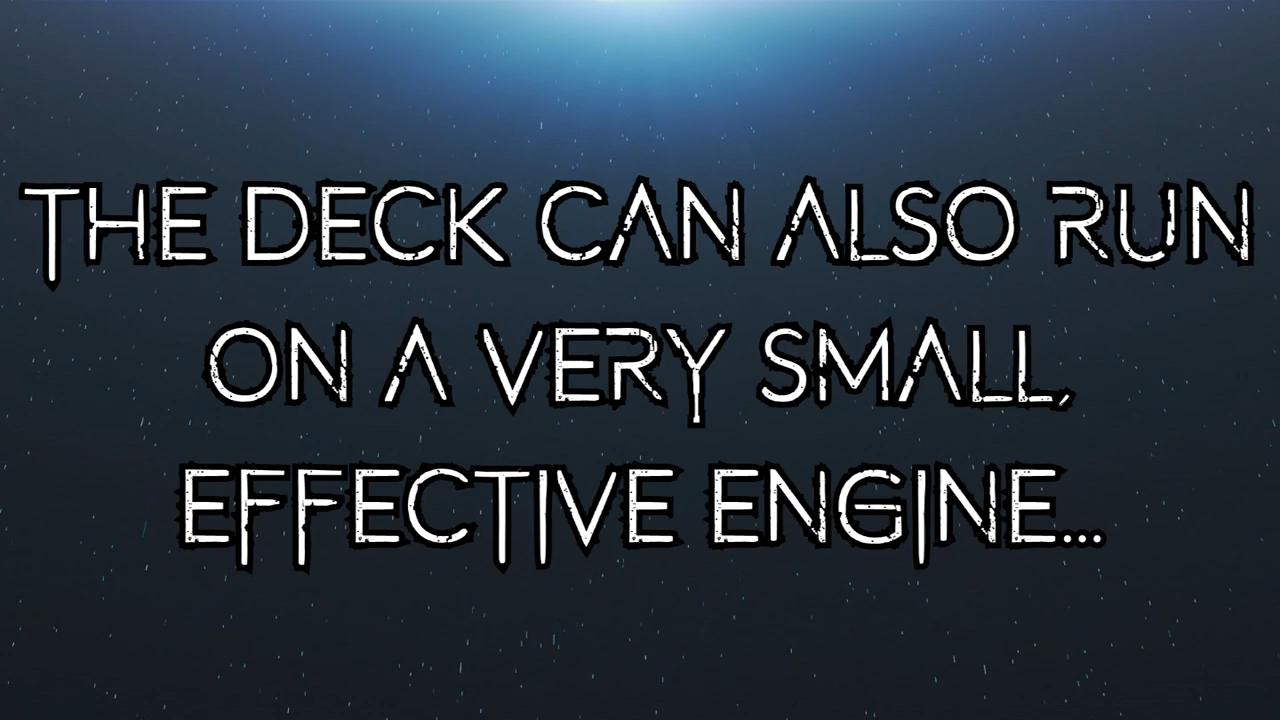 THE DECK CAN ALSO RUN
ON A VERY SMALL,
EFFECTIVE ENGINE...